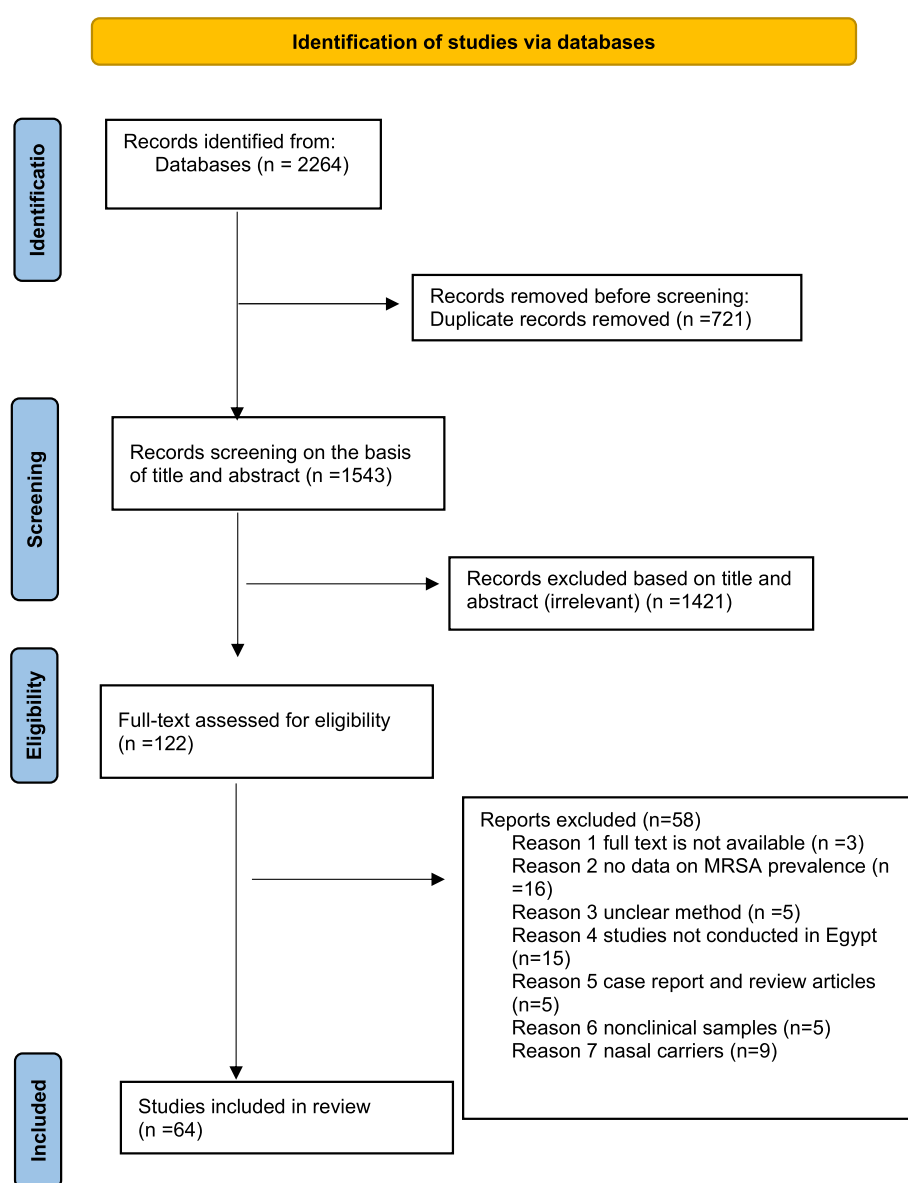 Identification of studies via databases
Identificatio
Records identified from:
Databases (n = 2264)
Records removed before screening:
Duplicate records removed (n =721)
Screening
Records screening on the basis
of title and abstract (n =1543)
Records excluded based on title and
abstract (irrelevant) (n =1421)
Eligibility
Full-text assessed for eligibility
(n =122)
Reports excluded (n=58)
Reason 1 full text is not available (n =3)
Reason 2 no data on MRSA prevalence (n
=16)
Reason 3 unclear method (n =5)
Reason 4 studies not conducted in Egypt
(n=15)
Reason 5 case report and review articles
(n=5)
Reason 6 nonclinical samples (n=5)
Reason 7 nasal carriers (n=9)
Included
Studies included in review
(n =64)